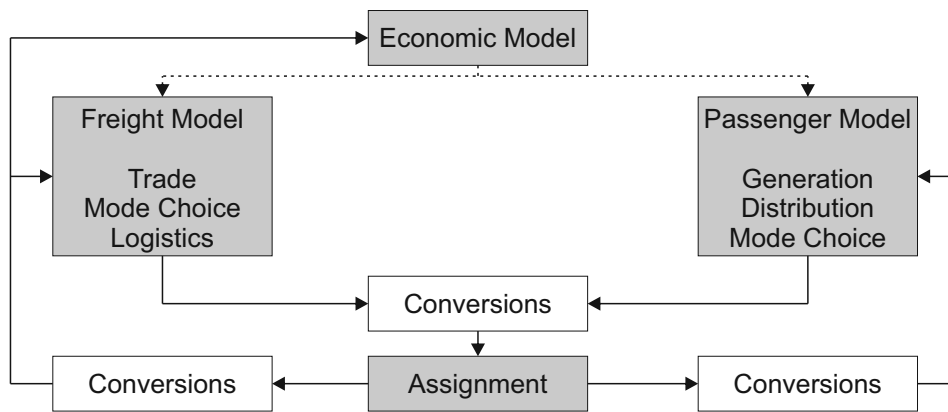 Economic Model
Freight Model
Trade
Mode Choice
Logistics
Passenger Model
Generation
Distribution
Mode Choice
Conversions
Conversions
Assignment
Conversions